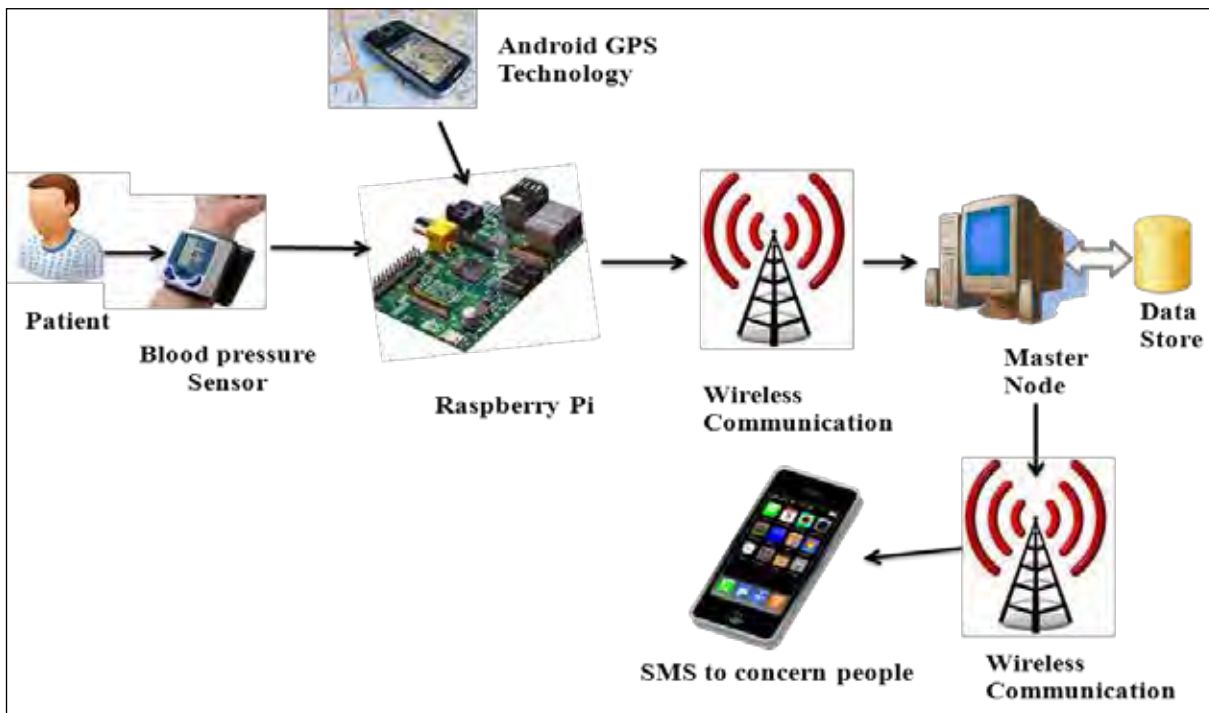 Android GPS
Technology
Patient
Blood pressure
Sensor
Raspberry Pi
Wireless
Communication
Master
Node
Data
Store
SMS to concern people
Wireless
Communication